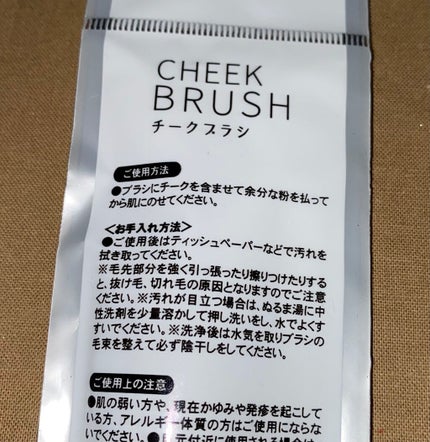 CHEEK
BRUSH
チークブラシ
ご使用方法
●ブラシにチークを含ませて余分な粉を払って
から肌にのせてください。
<お手入れ方法>
●ご使用後はティッシュペーパーなどで汚れを
拭き取ってください。
※毛先部分を強く引っ張ったり擦りつけたりする
と、抜け毛、切れ毛の原因となりますのでご注意
ください。※汚れが目立つ場合は、ぬるま湯に中
性洗剤を少量溶かして押し洗いをし、水でよくす
すいでください。※洗浄後は水気を取りブラシの
毛束を整えて必ず陰干しをしてください。
ご使用上の注意
●肌の弱い方や、現在かゆみや発疹を起こして
いる方、アレルギー体質の方はご使用にならな
いでください。●目元付近に使用される場合は